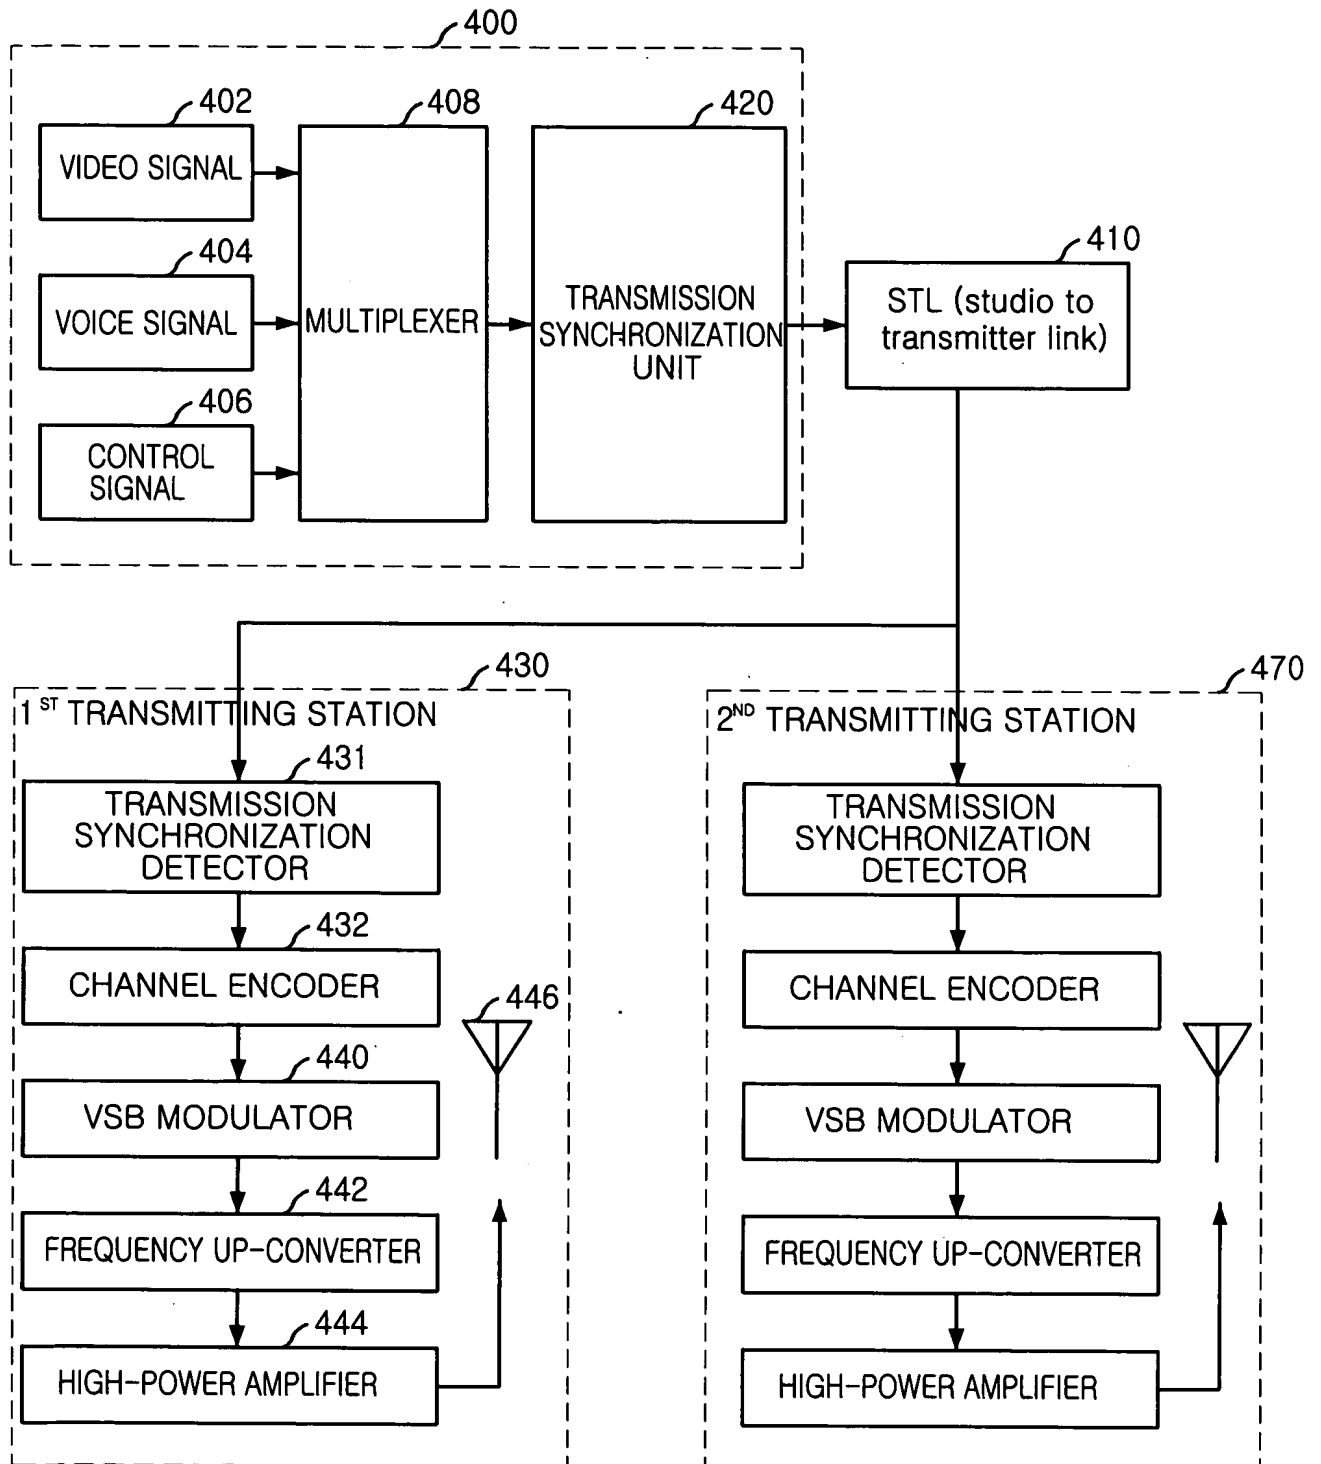 400
402
VIDEO SIGNAL
404
VOICE SIGNAL
406
CONTROL
SIGNAL
408
MULTIPLEXER
420
TRANSMISSION
SYNCHRONIZATION
UNIT
410
STL (studio to
transmitter link)
430
1ST TRANSMITTING STATION
431
TRANSMISSION
SYNCHRONIZATION
DETECTOR
432
CHANNEL ENCODER
446
440
VSB MODULATOR
442
FREQUENCY UP-CONVERTER
444
HIGH-POWER AMPLIFIER
470
2ND TRANSMITTING STATION
TRANSMISSION
SYNCHRONIZATION
DETECTOR
CHANNEL ENCODER
VSB MODULATOR
FREQUENCY UP-CONVERTER
HIGH-POWER AMPLIFIER